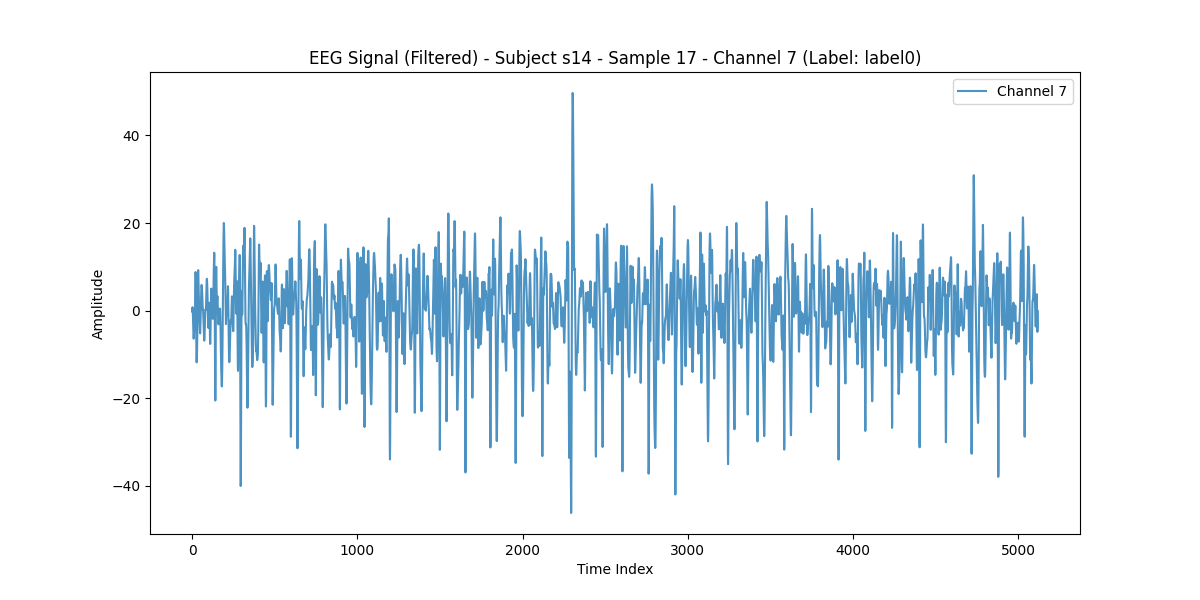 EEG Signal (Filtered) - Subject s14 - Sample 17 - Channel 7 (Label: label0)
Channel 7
40
20
0
−20
−40
Amplitude
0 1000 2000 3000 4000 5000
Time Index